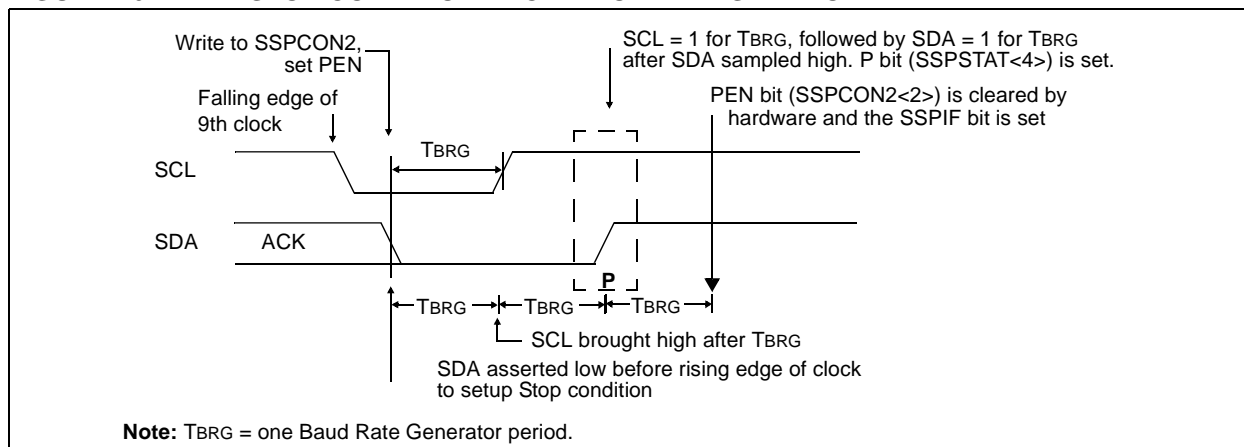 Write to SSPCON2,
set PEN
SCL = 1 for TBRG, followed by SDA = 1 for TBRG
after SDA sampled high. P bit (SSPSTAT<4>) is set.
Falling edge of
9th clock
PEN bit (SSPCON2<2>) is cleared by
hardware and the SSPIF bit is set
TBRG
SCL
SDA
ACK
P
TBRG
TBRG
TBRG
SCL brought high after TBRG
SDA asserted low before rising edge of clock
to setup Stop condition
Note: TBRG = one Baud Rate Generator period.